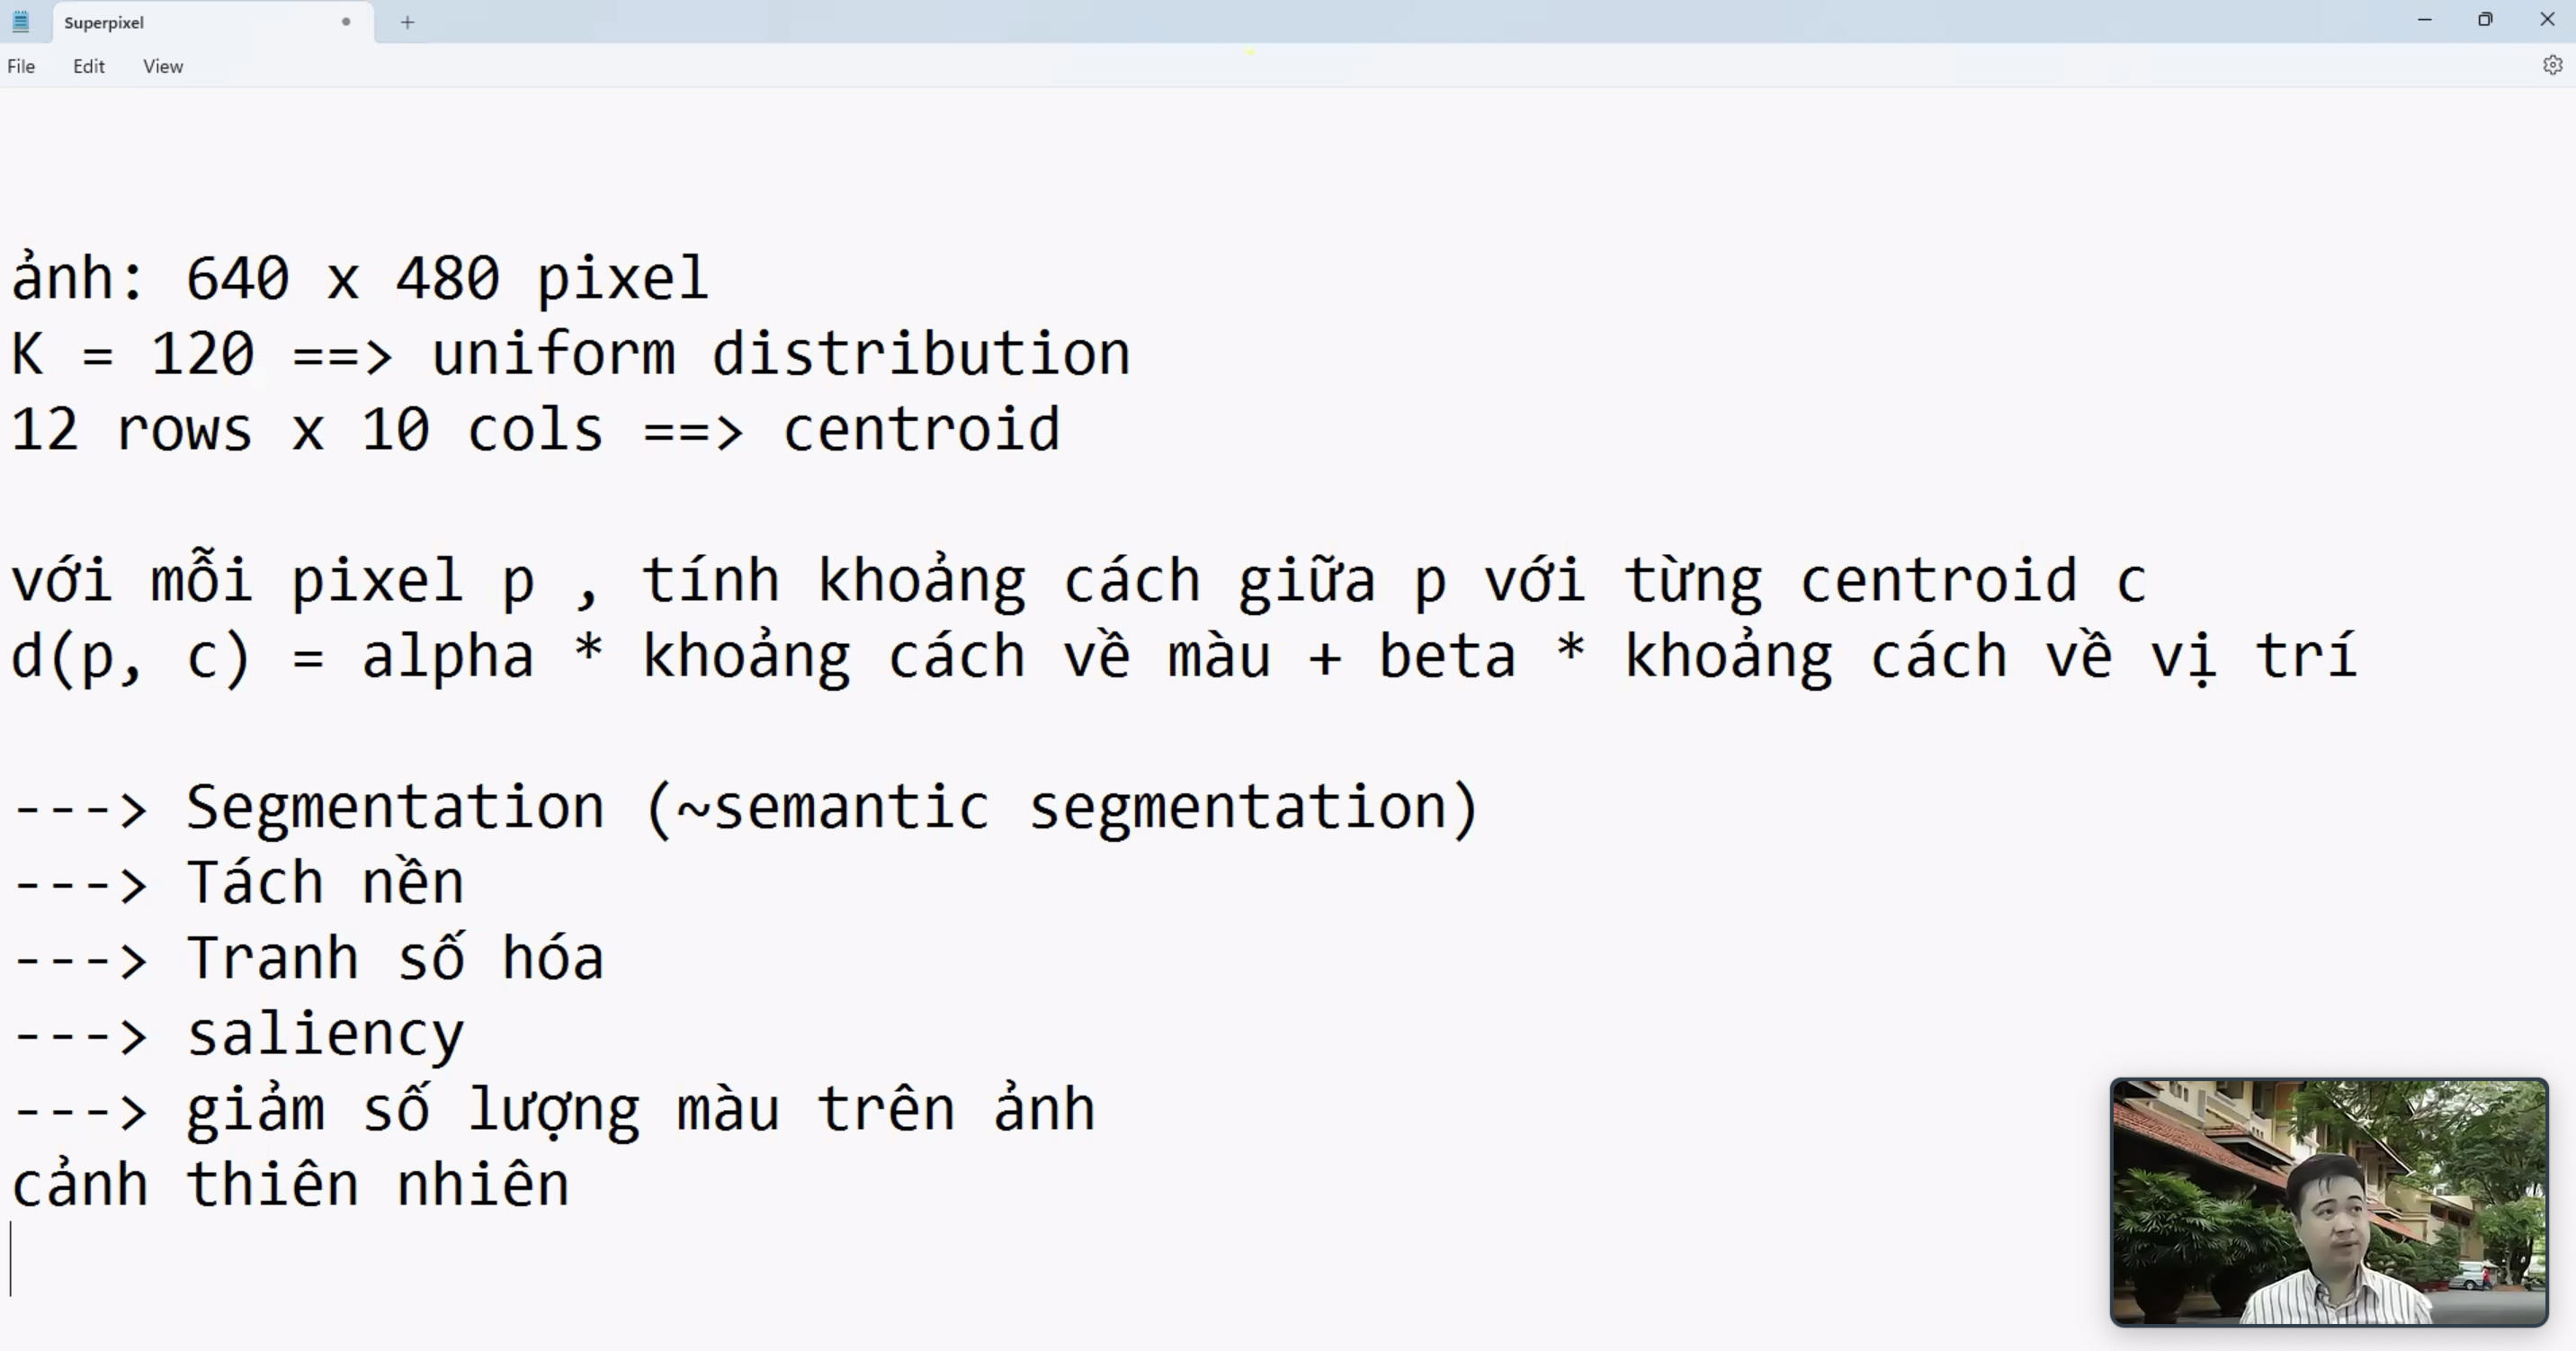 Superpixel
File Edit View
ảnh: 640 x 480 pixel
K = 120 ==> uniform distribution
12 rows x 10 cols ==> centroid
với mỗi pixel p , tính khoảng cách giữa p với từng centroid c
d(p, c) = alpha * khoảng cách về màu + beta * khoảng cách về vị trí
---> Segmentation (~semantic segmentation)
---> Tách nền
---> Tranh số hóa
---> saliency
---> giảm số lượng màu trên ảnh
cảnh thiên nhiên